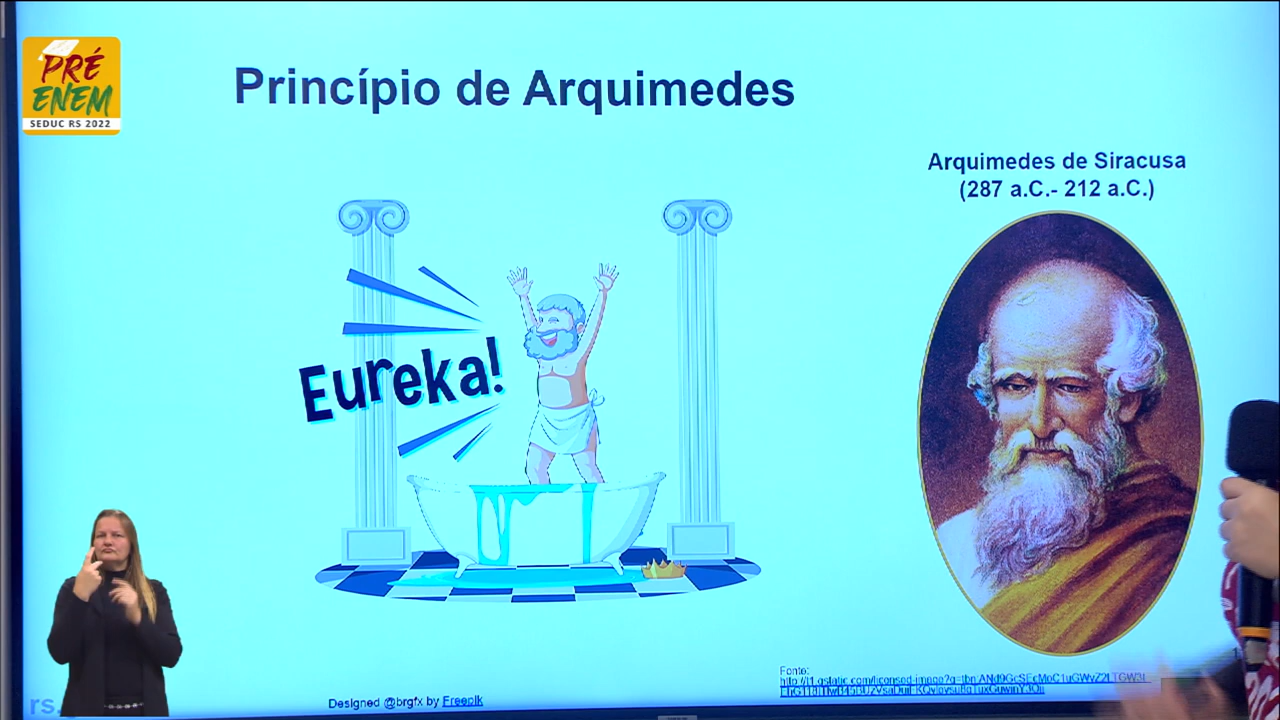 PRÉ
ENEM
SEDUC RS 2022
Princípio de Arquimedes
Arquimedes de Siracusa
(287 a.C.- 212 a.C.)
Eureka!
Fonte:
Designed @brgfx by Freepik
rs.